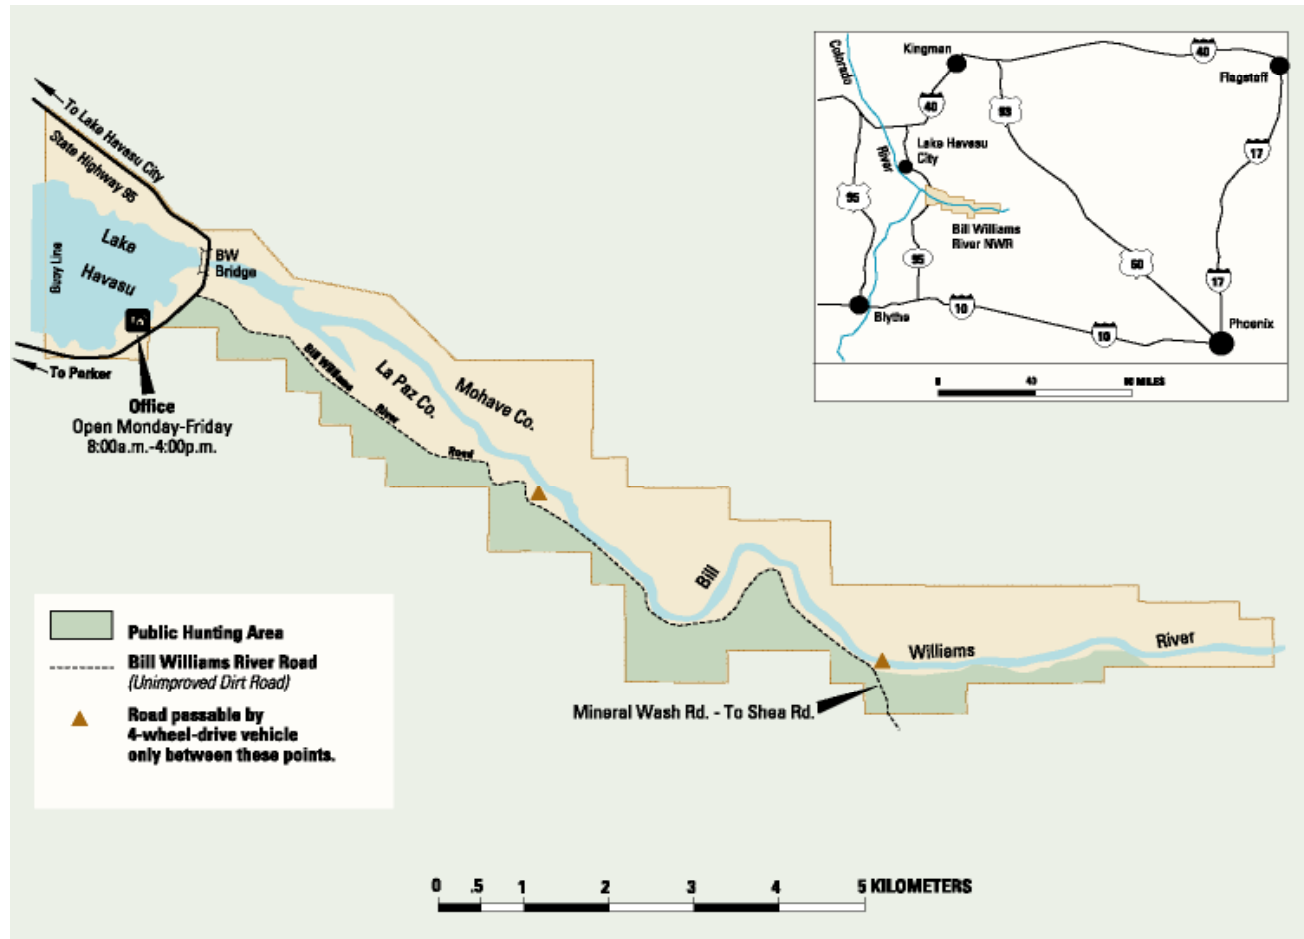 To Lake Havasu City
State Highway 95
Lake
Havasu
Buoy Line
BW
Bridge
To Parker
Office
Open Monday-Friday
8:00a.m.-4:00p.m.
Bill Williams
River
Road
La Paz Co.
Mohave Co.
Bill
Williams
River
Mineral Wash Rd. - To Shea Rd.
Public Hunting Area
Bill Williams River Road
(Unimproved Dirt Road)
Road passable by
4-wheel-drive vehicle
only between these points.
0 .5 1 2 3 4 5 KILOMETERS
Colorado
River
Kingman
40
Flagstaff
40
93
17
Lake Havasu
City
95
Bill Williams
River NWR
95
60
17
Blythe
10
10
Phoenix
0 40 80 MILES